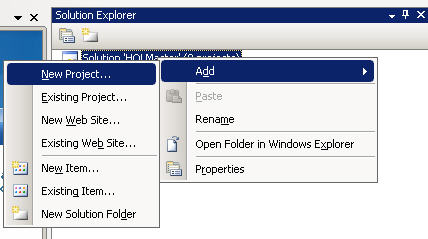 Solution Explorer
Solution 'HOLMaster' (0 projects)
New Project...
Existing Project...
New Web Site...
Existing Web Site...
New Item...
Existing Item...
New Solution Folder
Add
Paste
Rename
Open Folder in Windows Explorer
Properties